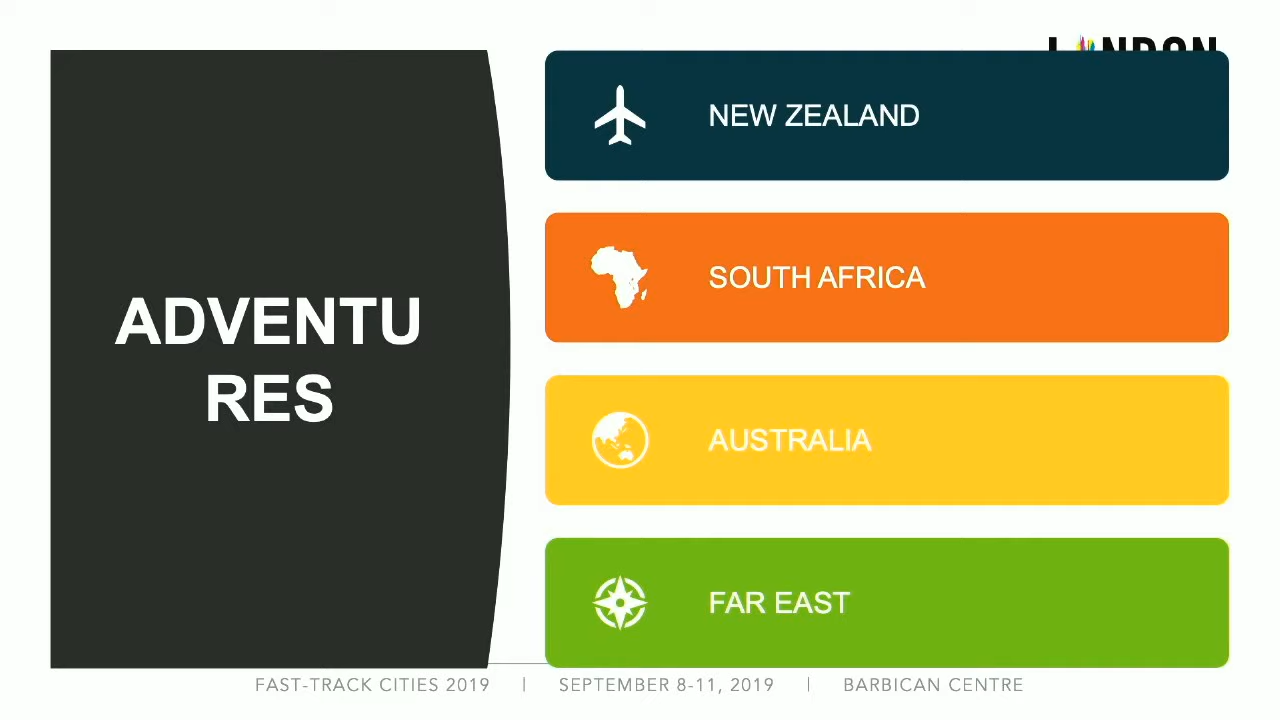 LONDON
NEW ZEALAND
SOUTH AFRICA
ADVENTU
RES
AUSTRALIA
FAR EAST
FAST-TRACK CITIES 2019 | SEPTEMBER 8-11, 2019 | BARBICAN CENTRE